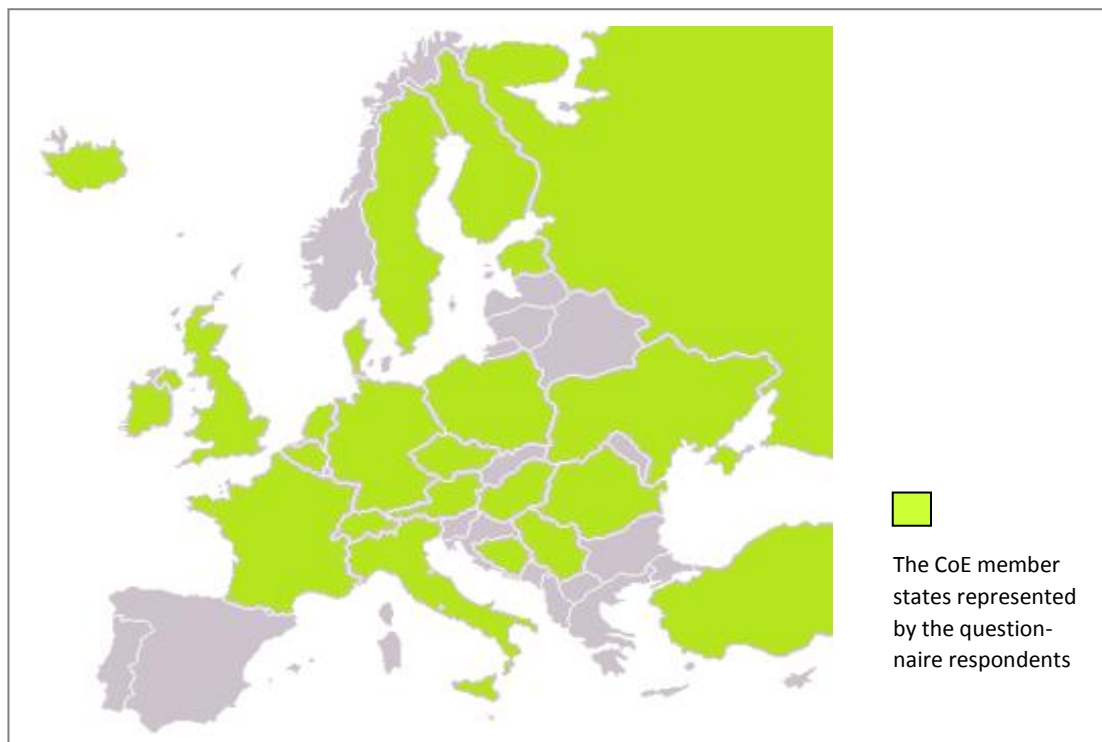 The CoE member
states represented
by the question-
naire respondents